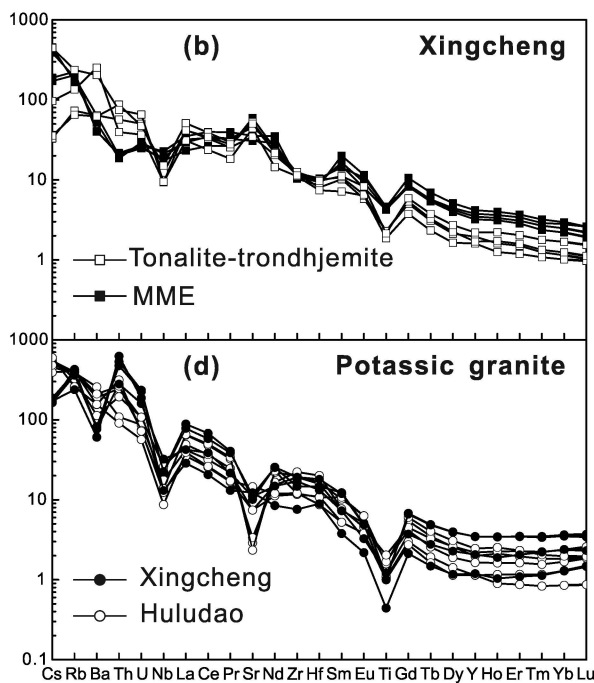 1000
(b) Xingcheng
100
10
1
Tonalite-trondhjemite
MME
1000
(d) Potassic granite
100
10
1
Xingcheng
Huludao
0.1
Cs Rb Ba Th U Nb La Ce Pr Sr Nd Zr Hf Sm Eu Ti Gd Tb Dy Y Ho Er Tm Yb Lu